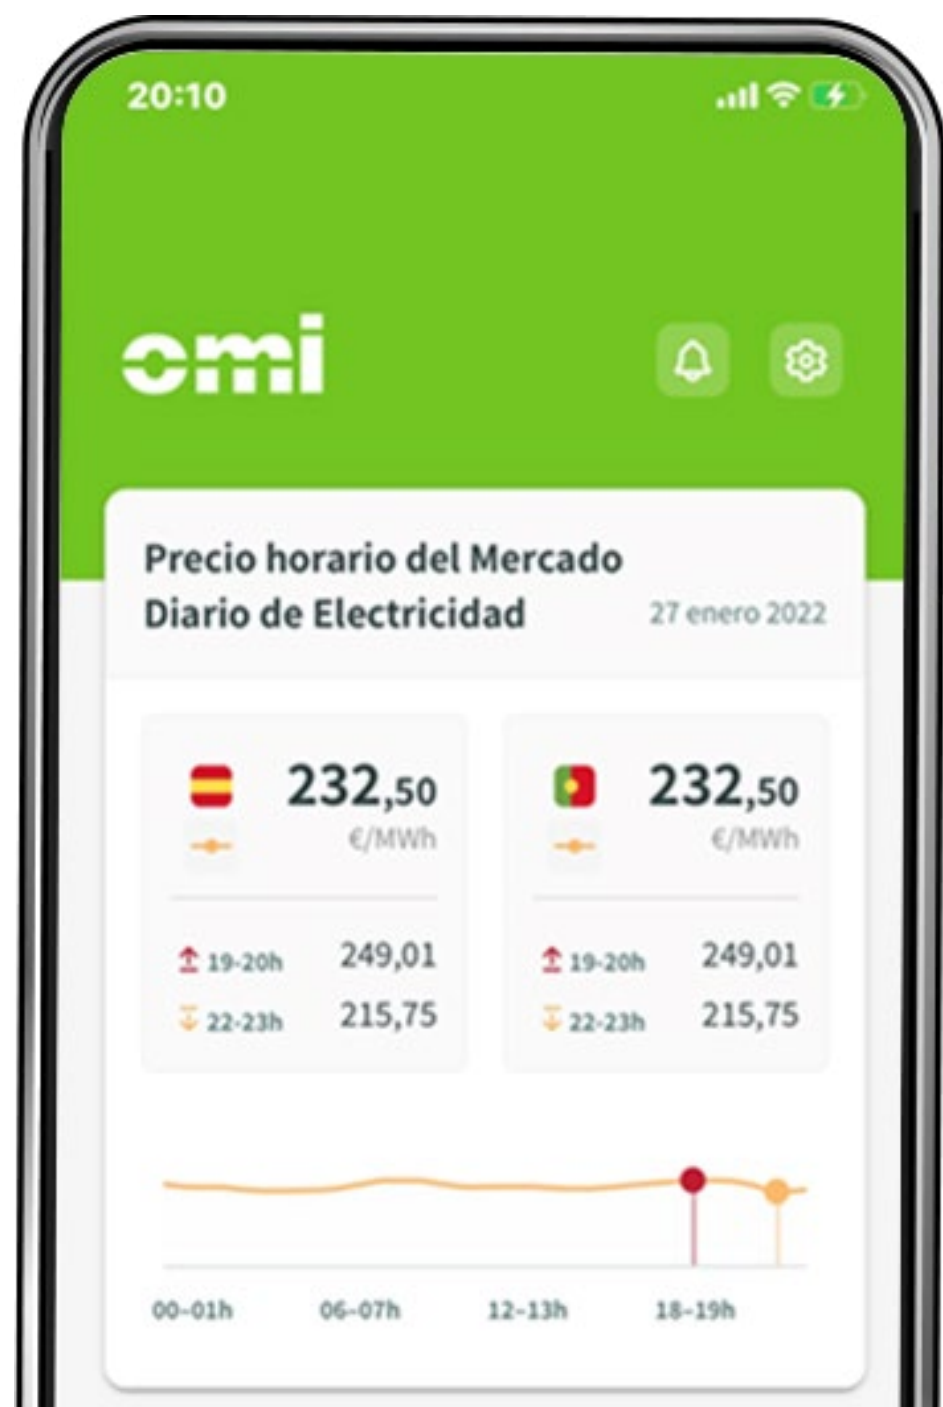 20:10
omi
Precio horario del Mercado
Diario de Electricidad
27 enero 2022
232,50
€/MWh
19-20h 249,01
22-23h 215,75
232,50
€/MWh
19-20h 249,01
22-23h 215,75
00-01h 06-07h 12-13h 18-19h